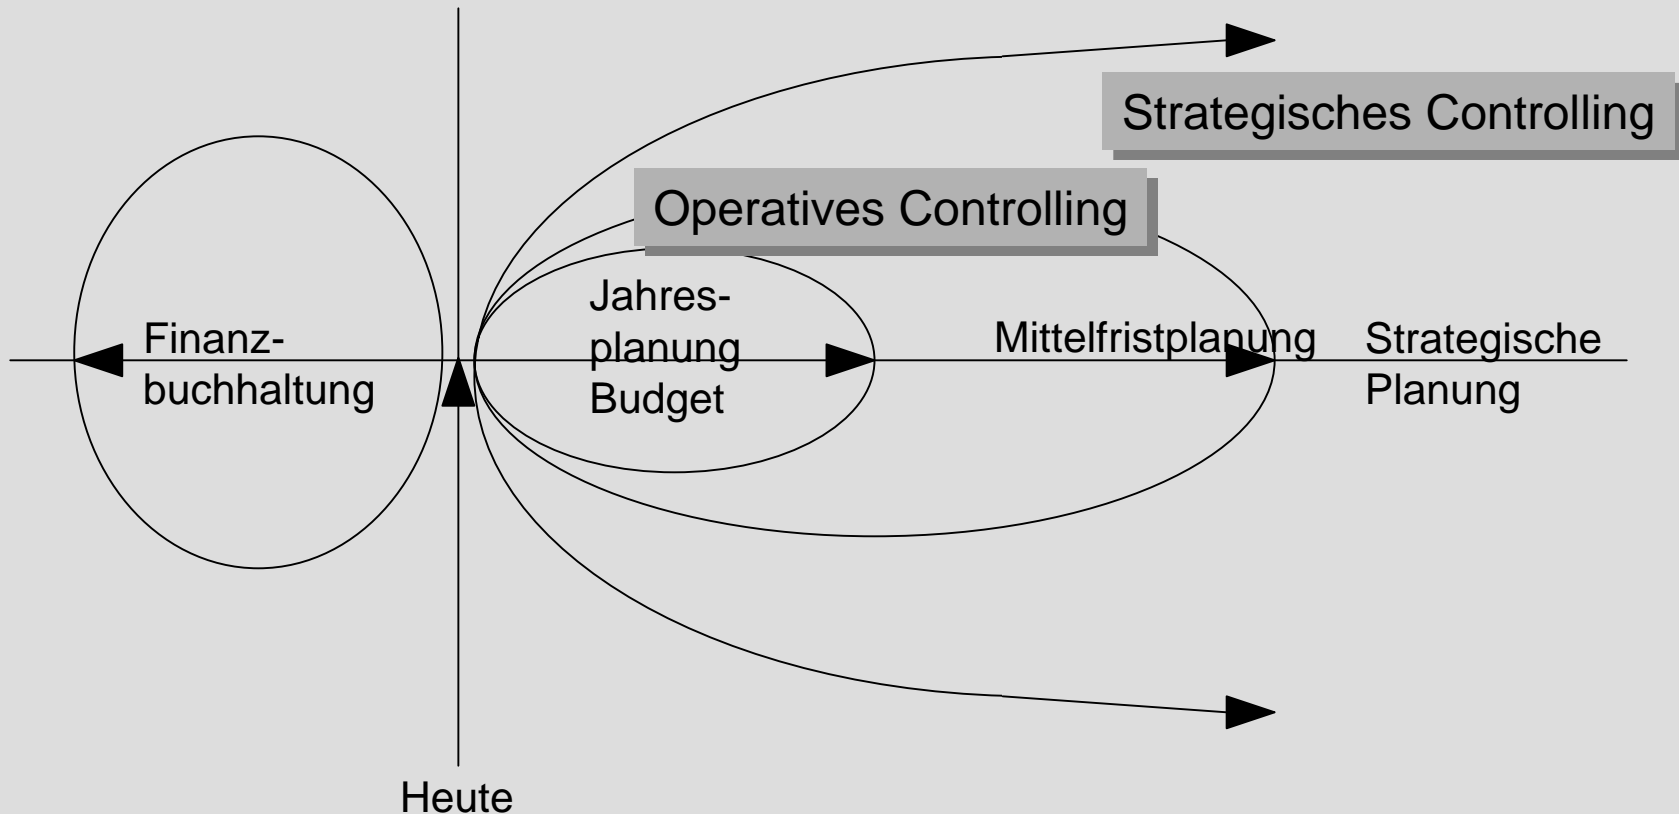 Strategisches Controlling
Operatives Controlling
Finanz-
buchhaltung
Jahres-
planung
Budget
Mittelfristplanung
Strategische
Planung
Heute